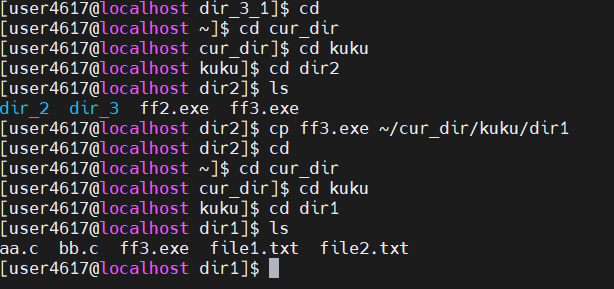 [user4617@localhost dir_3_1]$ cd
[user4617@localhost ~]$ cd cur_dir
[user4617@localhost cur_dir]$ cd kuku
[user4617@localhost kuku]$ cd dir2
[user4617@localhost dir2]$ ls
dir_2  dir_3  ff2.exe  ff3.exe
[user4617@localhost dir2]$ cp ff3.exe ~/cur_dir/kuku/dir1
[user4617@localhost dir2]$ cd
[user4617@localhost ~]$ cd cur_dir
[user4617@localhost cur_dir]$ cd kuku
[user4617@localhost kuku]$ cd dir1
[user4617@localhost dir1]$ ls
aa.c  bb.c  ff3.exe  file1.txt  file2.txt
[user4617@localhost dir1]$